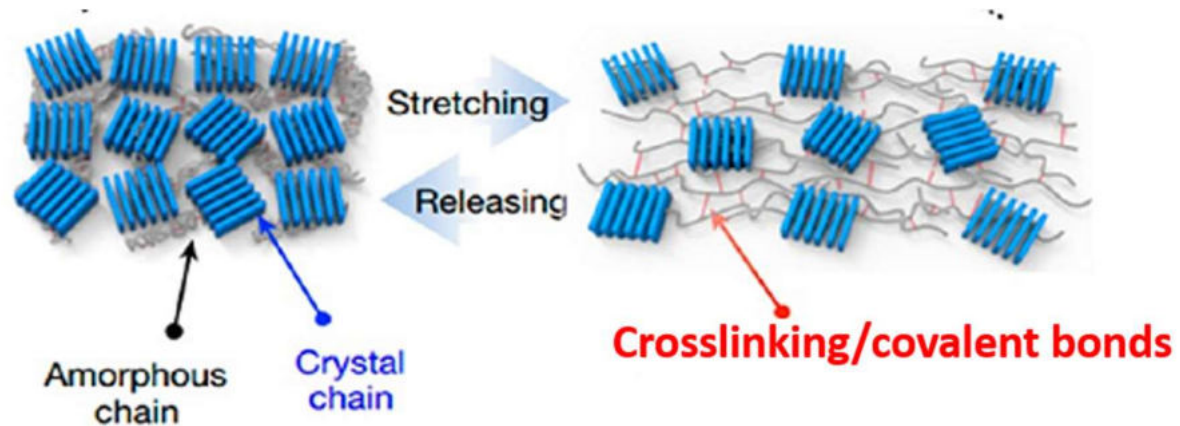 Stretching
Releasing
Amorphous
chain
Crystal
chain
Crosslinking/covalent bonds